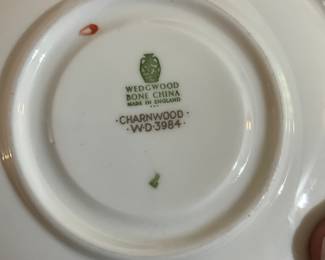 WEDGWOOD
BONE CHINA
MADE IN ENGLAND
· CHARNWOOD ·
· W·D·3984 ·